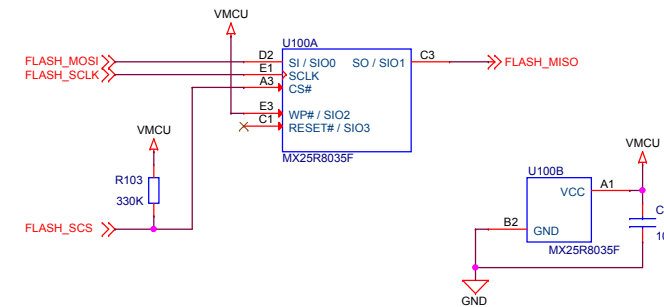 VMCU
U100A
FLASH_MOSI
D2
SI / SIO0
SO / SIO1
C3
FLASH_MISO
FLASH_SCLK
E1
SCLK
A3
CS#
E3
WP# / SIO2
C1
RESET# / SIO3
MX25R8035F
VMCU
R103
330K
FLASH_SCS
VMCU
U100B
VCC
A1
B2
GND
MX25R8035F
GND